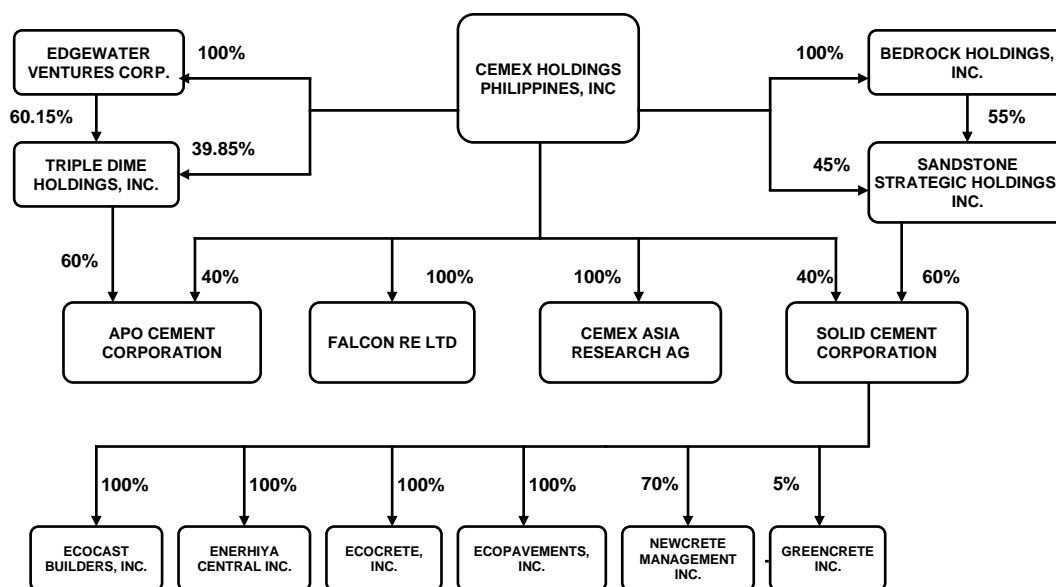 EDGEWATER
VENTURES CORP.
100%
CEMEX HOLDINGS
PHILIPPINES, INC
100%
BEDROCK HOLDINGS,
INC.
60.15%
55%
39.85%
TRIPLE DIME
HOLDINGS, INC.
45%
SANDSTONE
STRATEGIC HOLDINGS
INC.
60%
40%
100%
100%
40%
60%
APO CEMENT
CORPORATION
FALCON RE LTD
CEMEX ASIA
RESEARCH AG
SOLID CEMENT
CORPORATION
100%
100%
100%
100%
70%
5%
ECOCAST
BUILDERS, INC.
ENERHIYA
CENTRAL INC.
ECOCRETE,
INC.
ECOPAVEMENTS,
INC.
NEWCRETE
MANAGEMENT
INC.
GREENCRETE
INC.